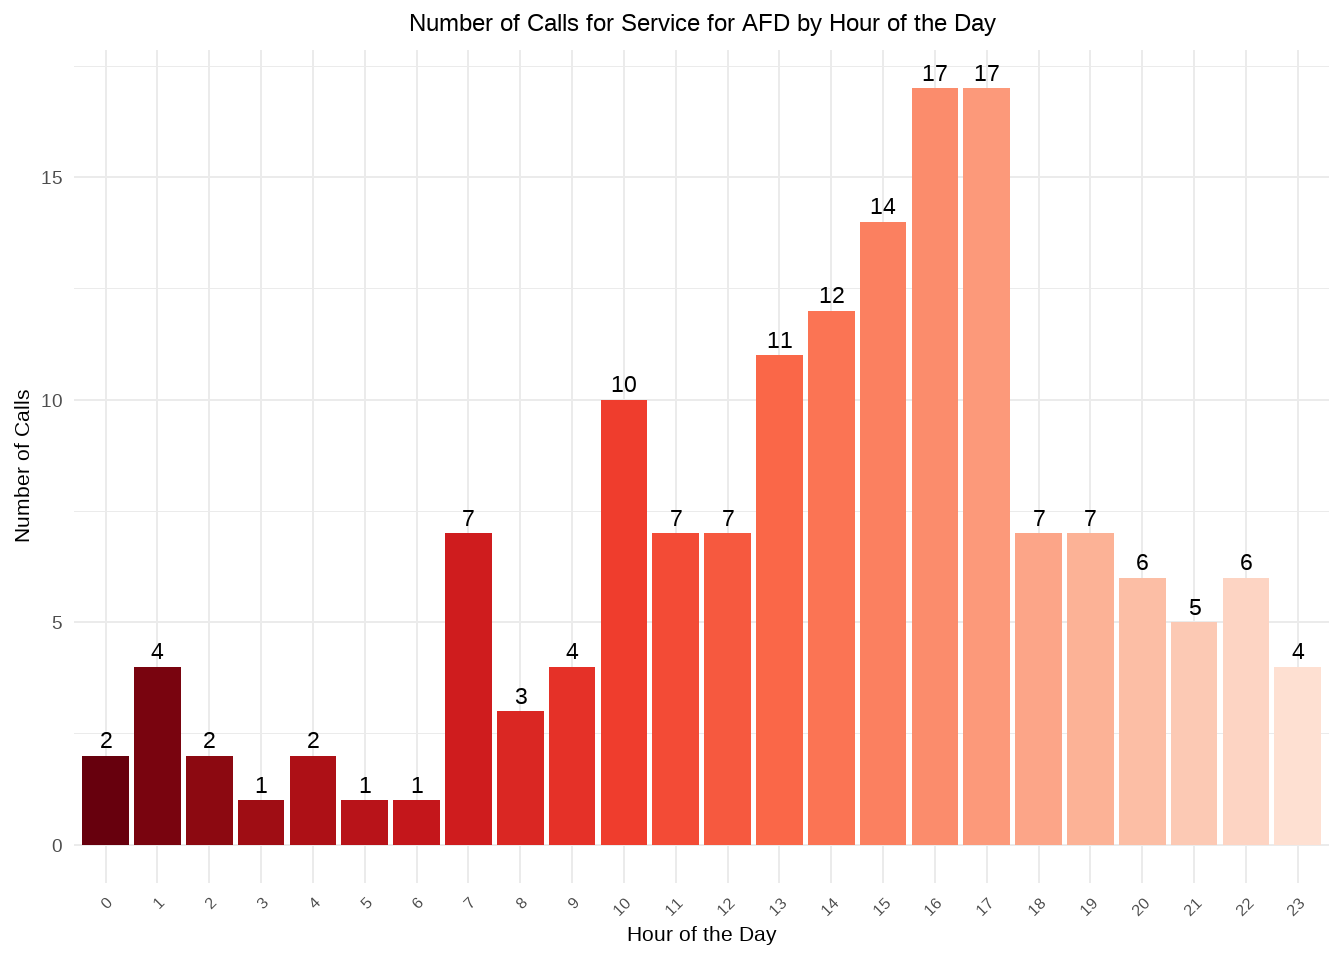 Number of Calls for Service for AFD by Hour of the Day
17 17
15
14
12
11
10
10
7 7 7 7 7
6 6
5
5
4 4 4
3
2 2 2
1 1 1
0
Number of Calls
0 1 2 3 4 5 6 7 8 9 10 11 12 13 14 15 16 17 18 19 20 21 22 23
Hour of the Day